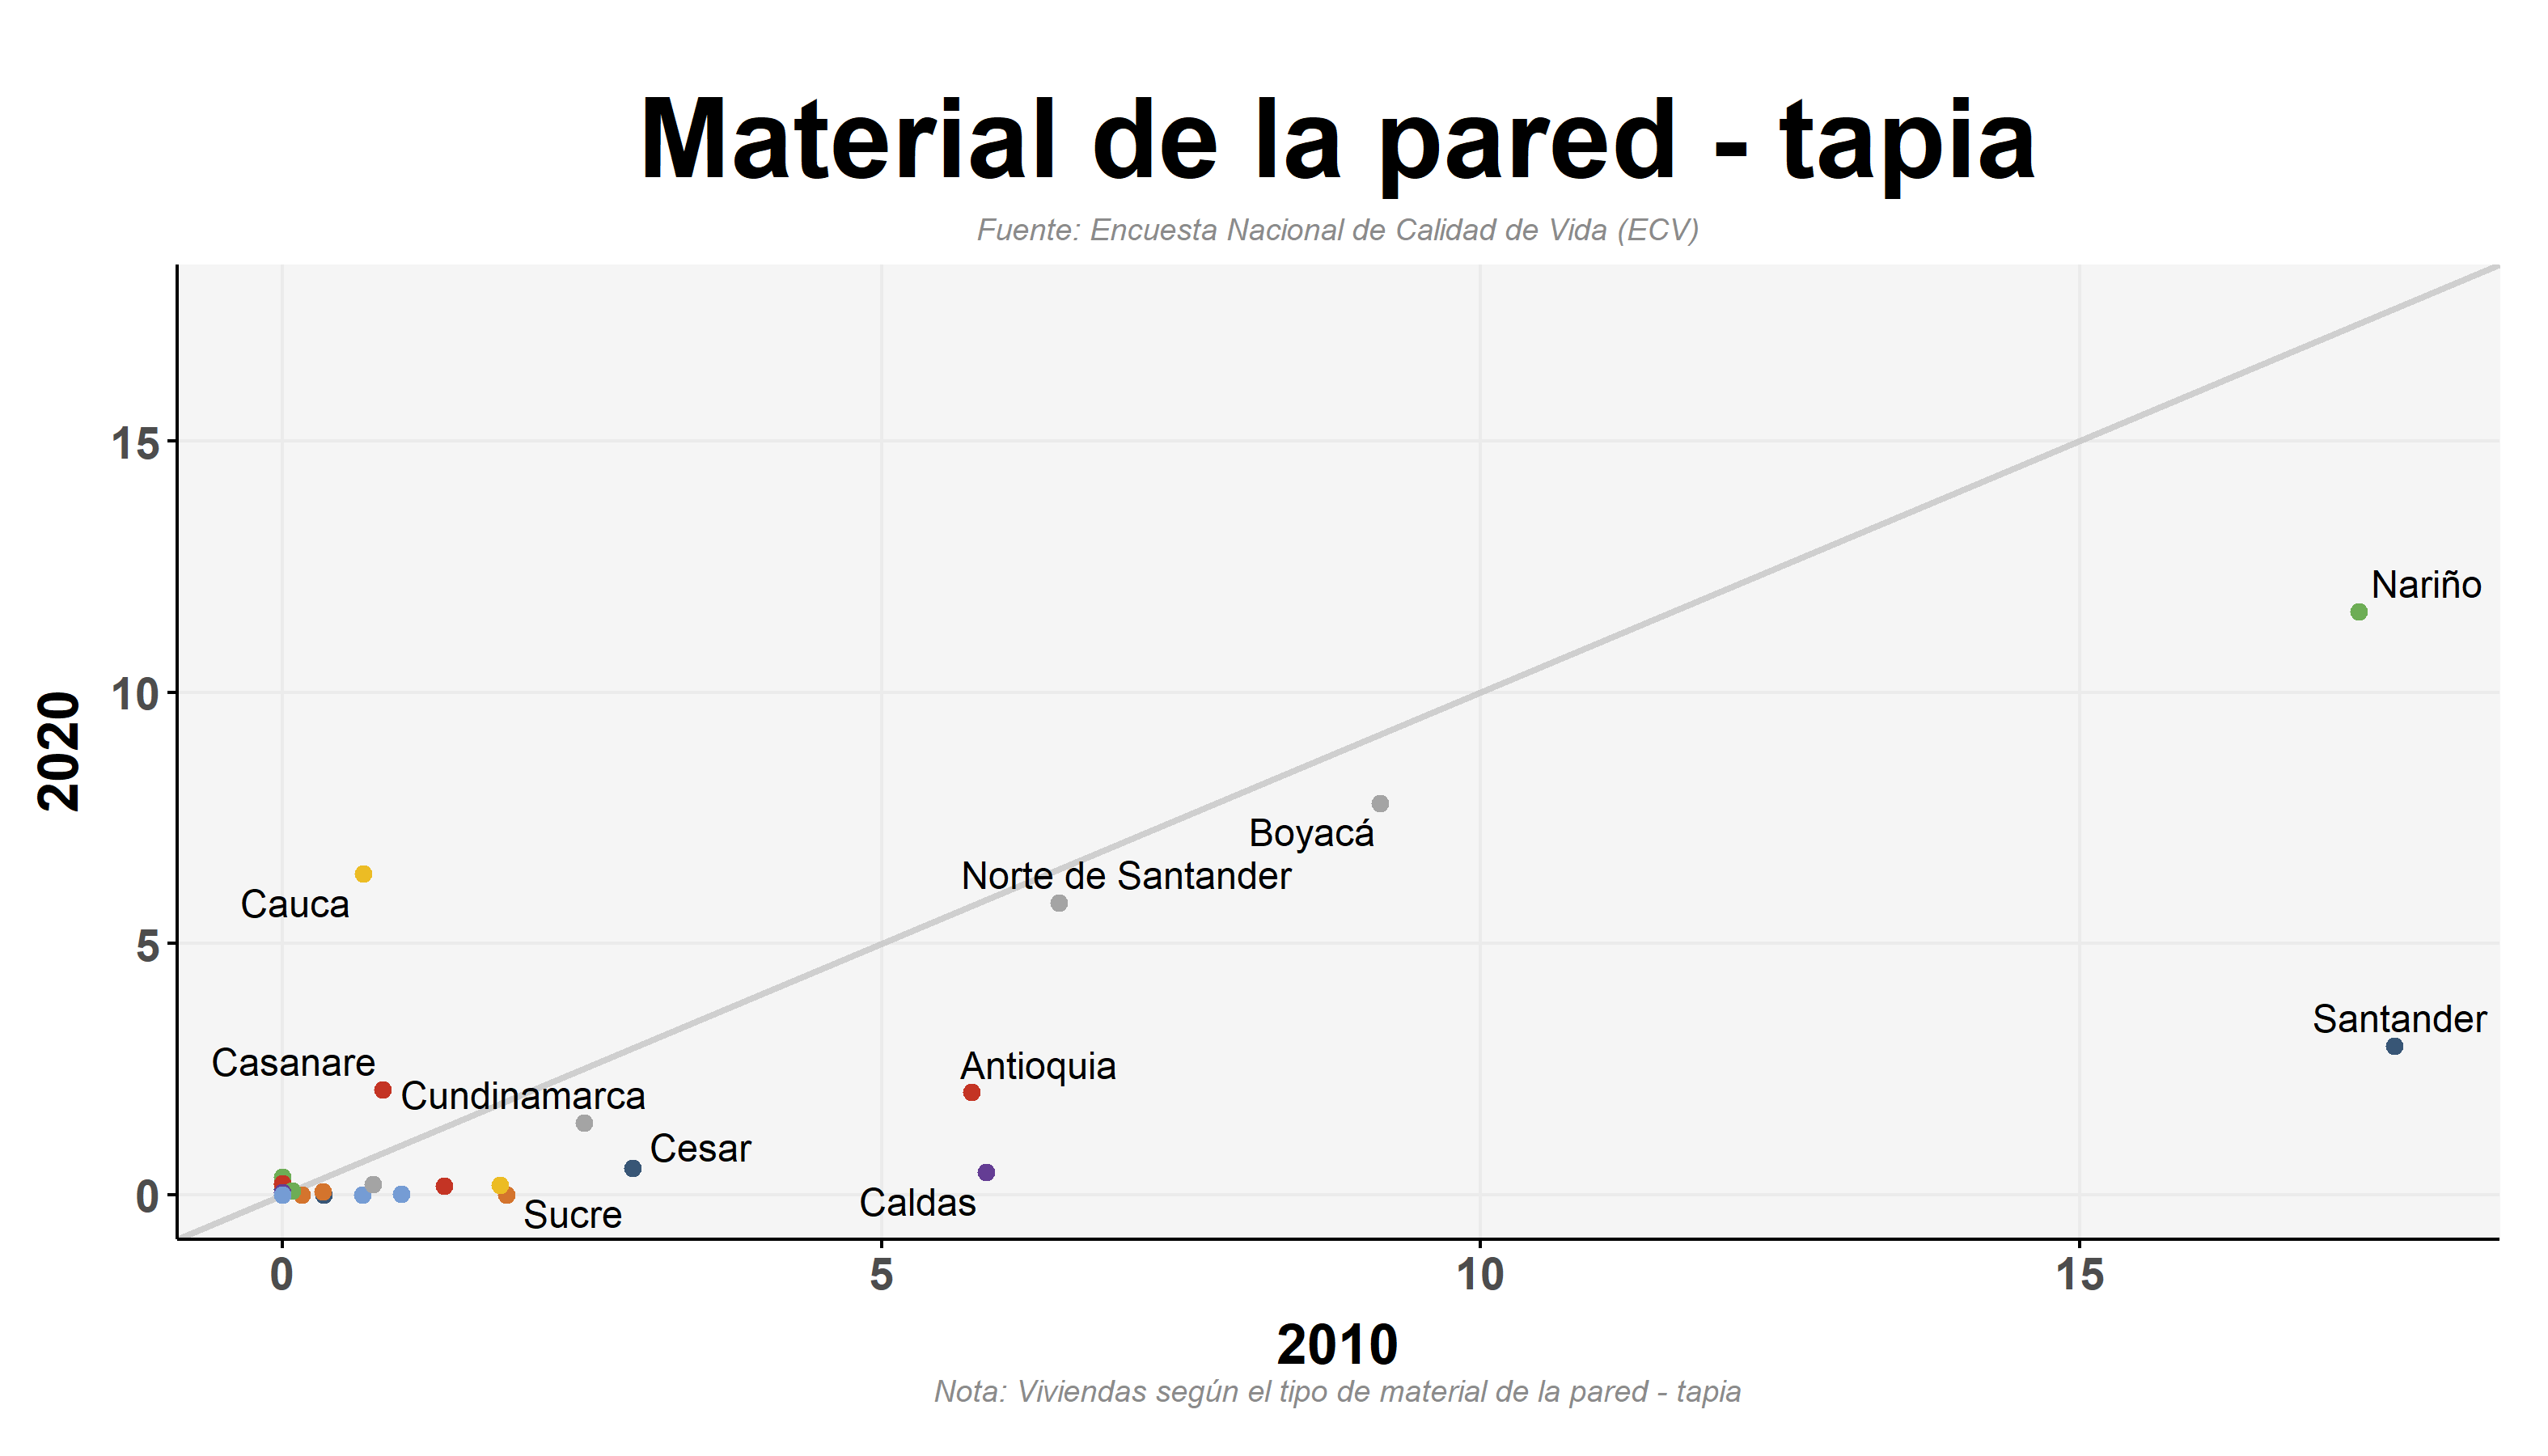 Material de la pared - tapia
Fuente: Encuesta Nacional de Calidad de Vida (ECV)
15
10
5
0
2020
Nariño
Boyacá
Norte de Santander
Cauca
Santander
Casanare
Antioquia
Cundinamarca
Cesar
Caldas
Sucre
0
5
10
15
2010
Nota: Viviendas según el tipo de material de la pared - tapia